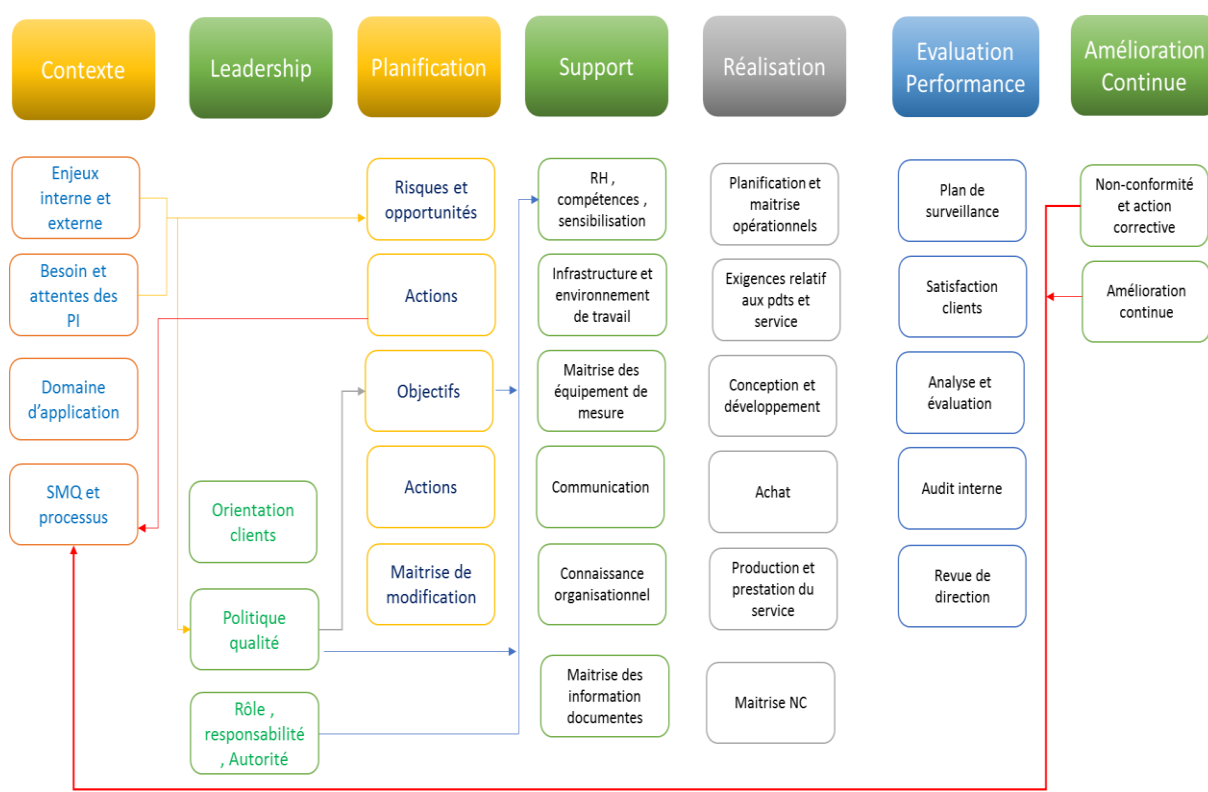 Contexte
Leadership
Planification
Support
Réalisation
Evaluation
Performance
Amélioration
Continue
Enjeux
interne et
externe
Besoin et
attentes des
PI
Domaine
d'application
SMQ et
processus
Orientation
clients
Politique
qualité
Rôle ,
responsabilité
, Autorité
Risques et
opportunités
Actions
Objectifs
Actions
Maitrise de
modification
RH ,
compétences ,
sensibilisation
Infrastructure et
environnement
de travail
Maitrise des
équipement de
mesure
Communication
Connaissance
organisationnel
Maitrise des
information
documentes
Planification et
maitrise
opérationnels
Exigences relatif
aux pdts et
service
Conception et
développement
Achat
Production et
prestation du
service
Maitrise NC
Plan de
surveillance
Satisfaction
clients
Analyse et
évaluation
Audit interne
Revue de
direction
Non-conformité
et action
corrective
Amélioration
continue